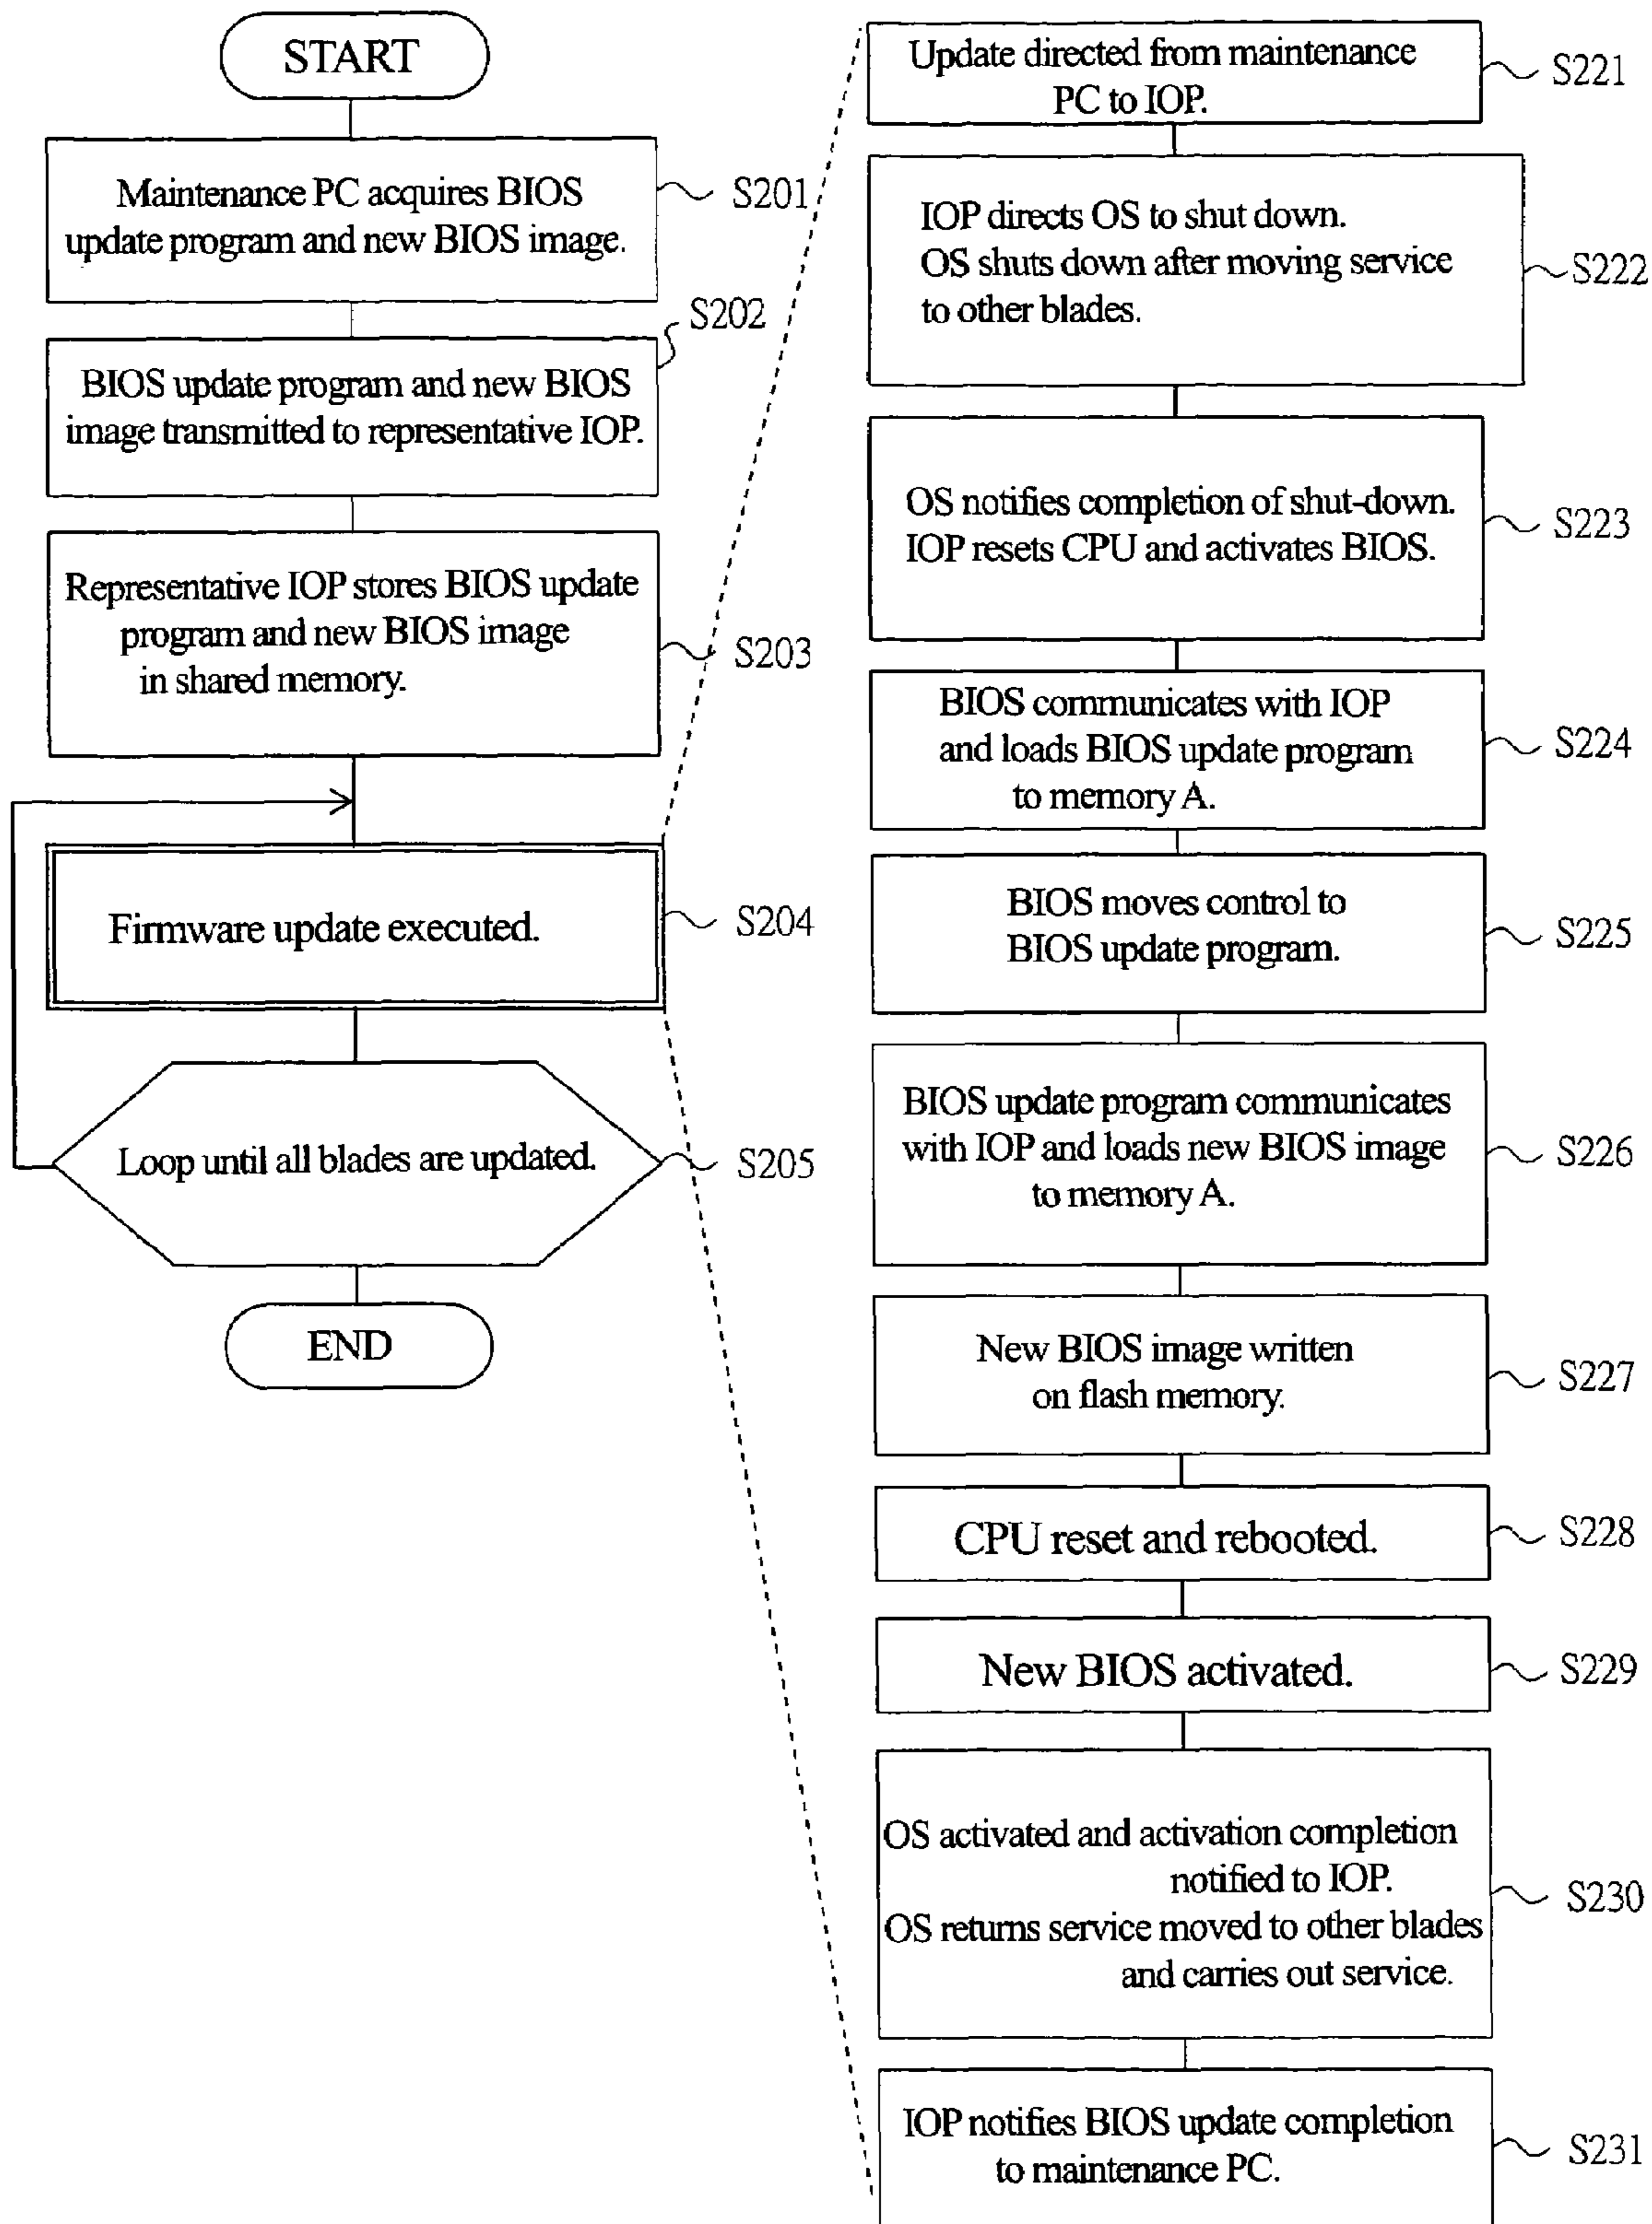 START
Maintenance PC acquires BIOS
update program and new BIOS image.
S201
S202
BIOS update program and new BIOS
image transmitted to representative IOP.
Representative IOP stores BIOS update
program and new BIOS image
in shared memory.
S203
Firmware update executed.
S204
Loop until all blades are updated.
S205
END
Update directed from maintenance
PC to IOP.
S221
IOP directs OS to shut down.
OS shuts down after moving service
to other blades.
S222
OS notifies completion of shut-down.
IOP resets CPU and activates BIOS.
S223
BIOS communicates with IOP
and loads BIOS update program
to memory A.
S224
BIOS moves control to
BIOS update program.
S225
BIOS update program communicates
with IOP and loads new BIOS image
to memory A.
S226
New BIOS image written
on flash memory.
S227
CPU reset and rebooted.
S228
New BIOS activated.
S229
OS activated and activation completion
notified to IOP.
OS returns service moved to other blades
and carries out service.
S230
IOP notifies BIOS update completion
to maintenance PC.
S231